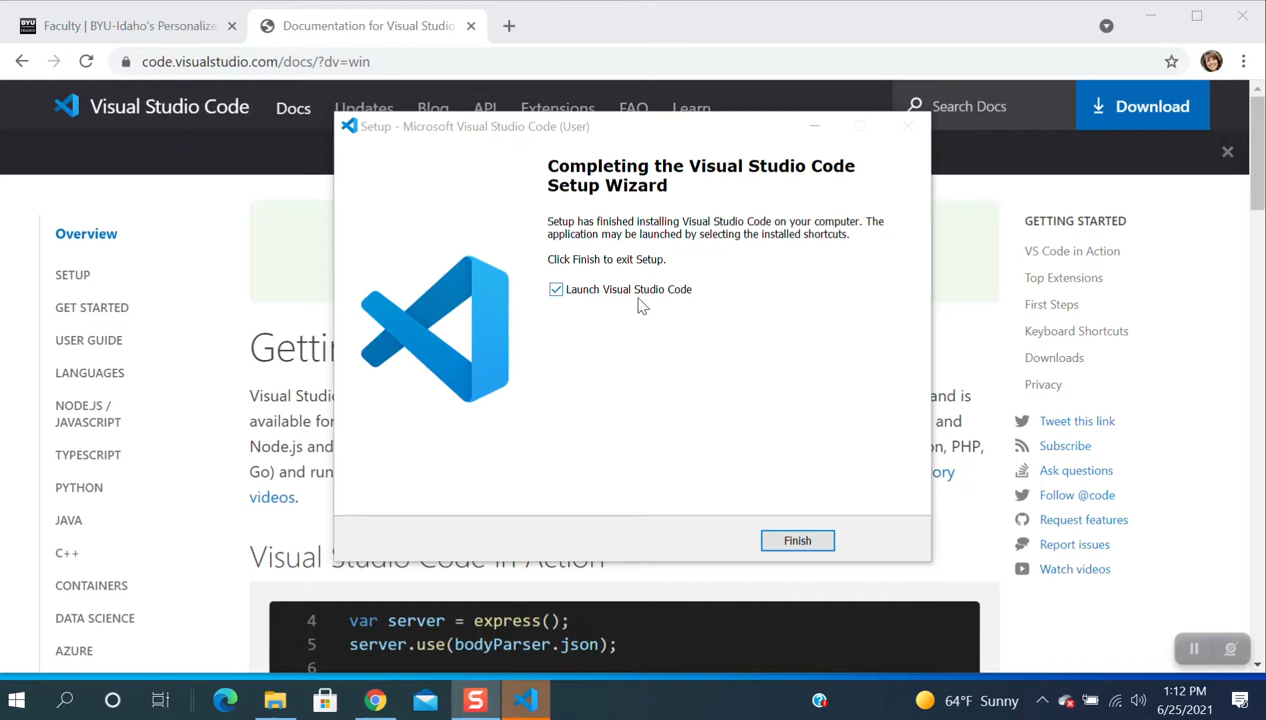 BYU
IDAHO
Faculty | BYU-Idaho's Personalize
Documentation for Visual Studio
code.visualstudio.com/docs/?dv=win
Visual Studio Code
Docs
Updates
Blog
API
Extensions
FAQ
Learn
Search Docs
Download
Setup - Microsoft Visual Studio Code (User)
Completing the Visual Studio Code
Setup Wizard
Setup has finished installing Visual Studio Code on your computer. The
application may be launched by selecting the installed shortcuts.
Click Finish to exit Setup.
Launch Visual Studio Code
Finish
Overview
SETUP
GET STARTED
USER GUIDE
LANGUAGES
NODE.JS /
JAVASCRIPT
TYPESCRIPT
PYTHON
JAVA
C++
CONTAINERS
DATA SCIENCE
AZURE
Getti
Visual Studi
and is
available for
and
Node.js and
on, PHP,
Go) and run
ory
videos.
Visual Studio Code in Action
4 var server = express();
5 server.use(bodyParser.json);
6
GETTING STARTED
VS Code in Action
Top Extensions
First Steps
Keyboard Shortcuts
Downloads
Privacy
Tweet this link
Subscribe
Ask questions
Follow @code
Request features
Report issues
Watch videos
S
64°F Sunny
1:12 PM
6/25/2021